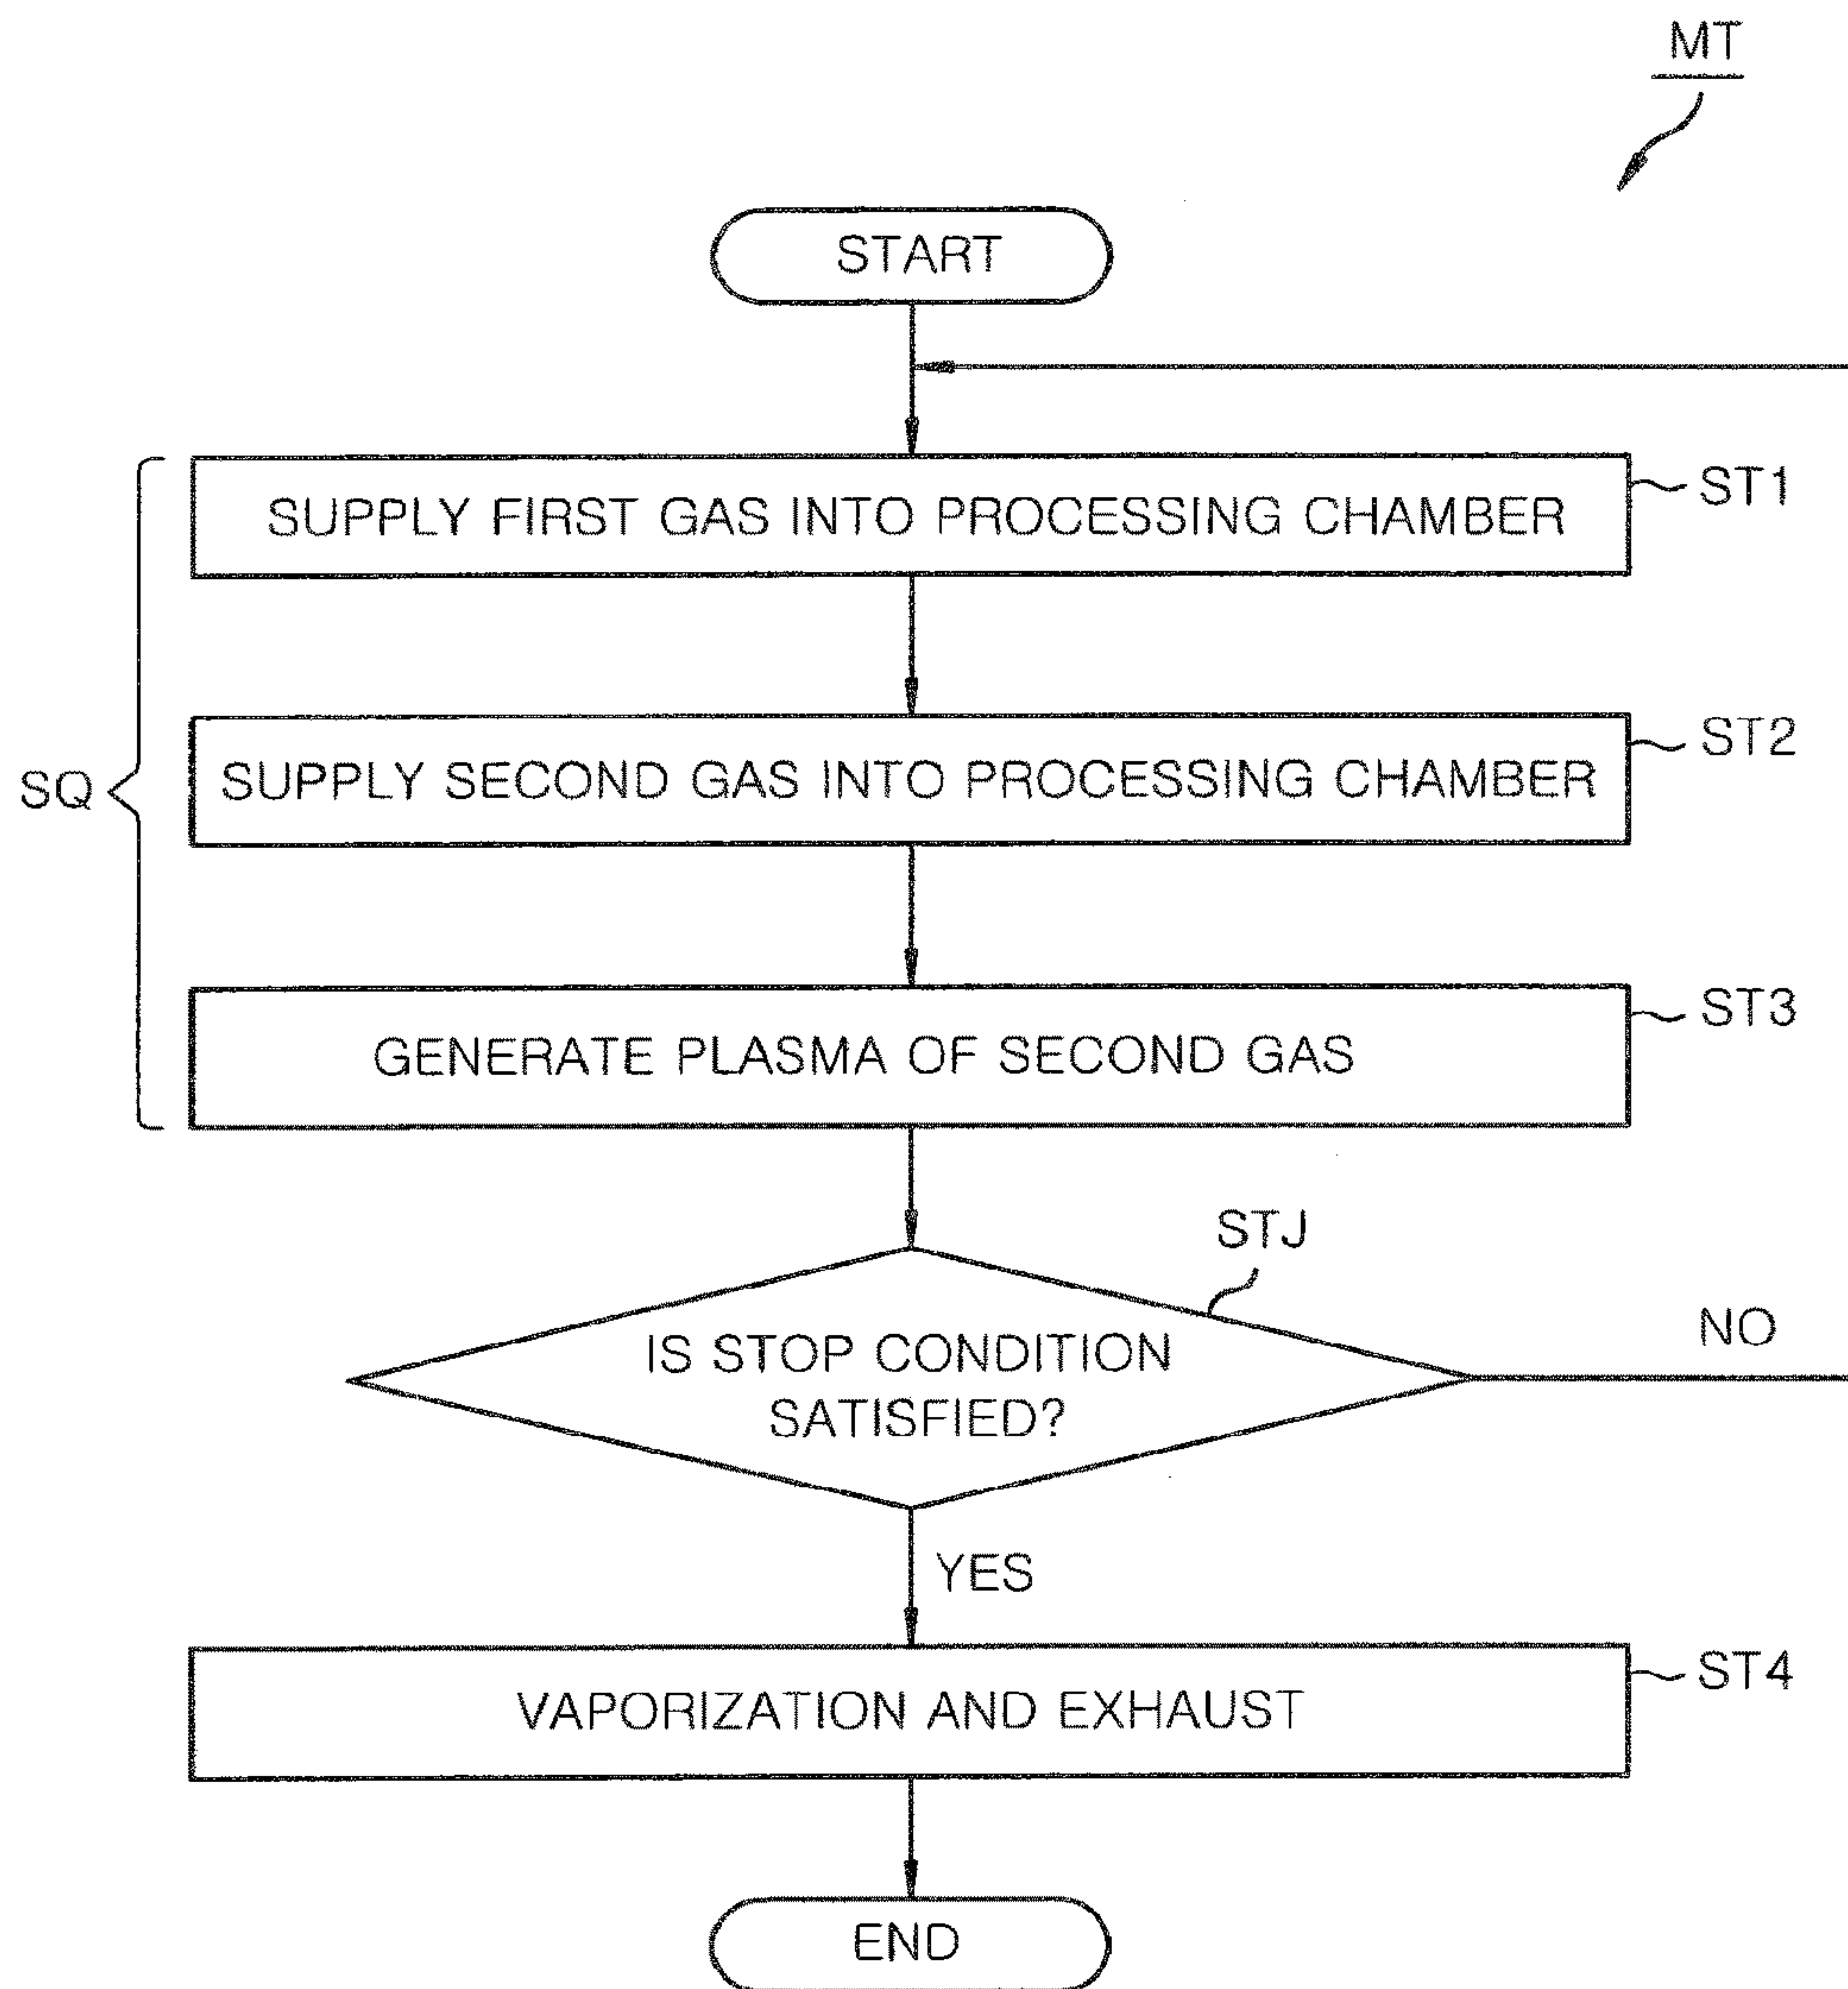 MT
START
SUPPLY FIRST GAS INTO PROCESSING CHAMBER
ST1
SUPPLY SECOND GAS INTO PROCESSING CHAMBER
ST2
SQ
GENERATE PLASMA OF SECOND GAS
ST3
STJ
IS STOP CONDITION
SATISFIED?
NO
YES
VAPORIZATION AND EXHAUST
ST4
END